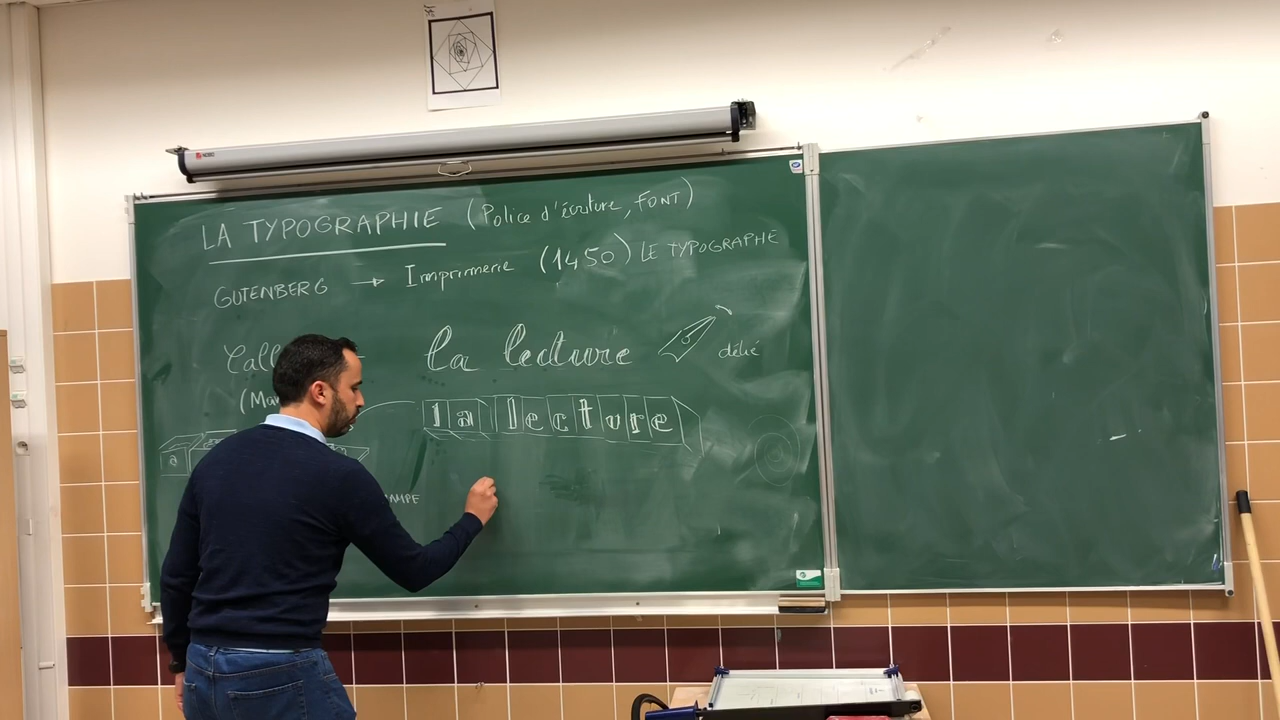 LA TYPOGRAPHIE (Police d'écriture, FONT)
GUTENBERG → Imprimerie (1450) LE TYPOGRAPHE
la lecture
délié
la lecture
a